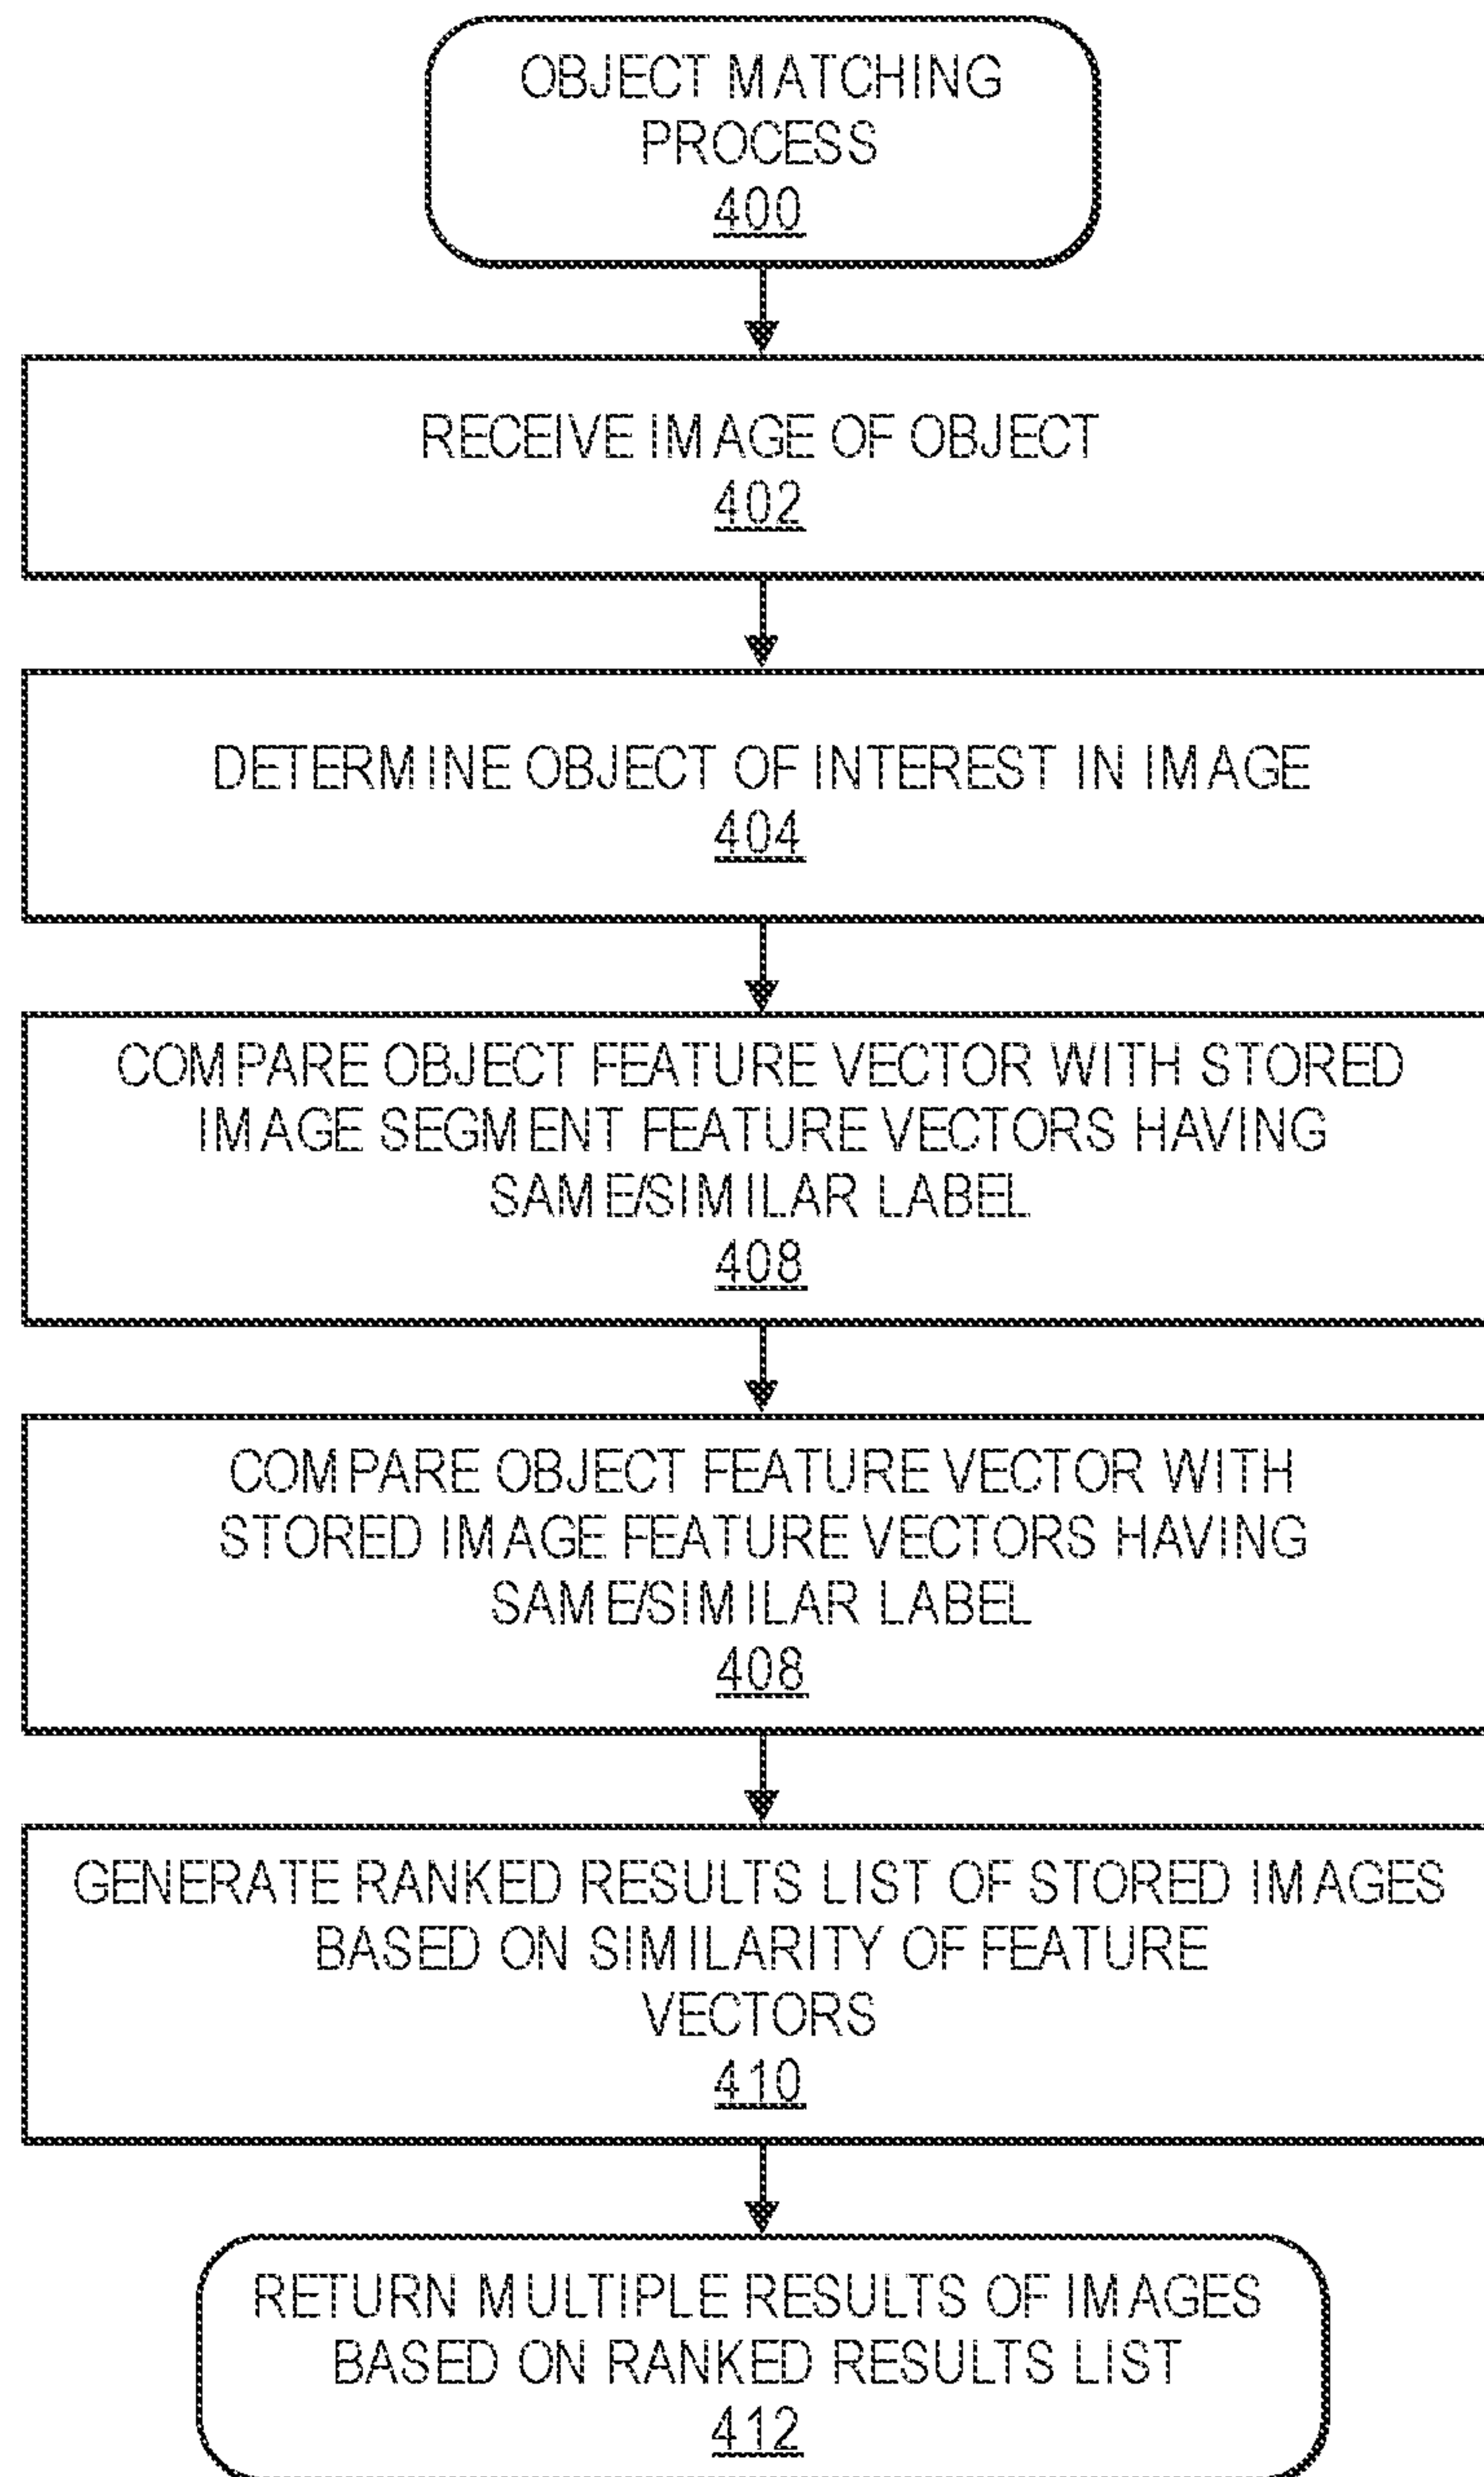 OBJECT MATCHING
PROCESS
400
RECEIVE IMAGE OF OBJECT
402
DETERMINE OBJECT OF INTEREST IN IMAGE
404
COMPARE OBJECT FEATURE VECTOR WITH STORED
IMAGE SEGMENT FEATURE VECTORS HAVING
SAME/SIMILAR LABEL
408
COMPARE OBJECT FEATURE VECTOR WITH
STORED IMAGE FEATURE VECTORS HAVING
SAME/SIMILAR LABEL
408
GENERATE RANKED RESULTS LIST OF STORED IMAGES
BASED ON SIMILARITY OF FEATURE
VECTORS
410
RETURN MULTIPLE RESULTS OF IMAGES
BASED ON RANKED RESULTS LIST
412